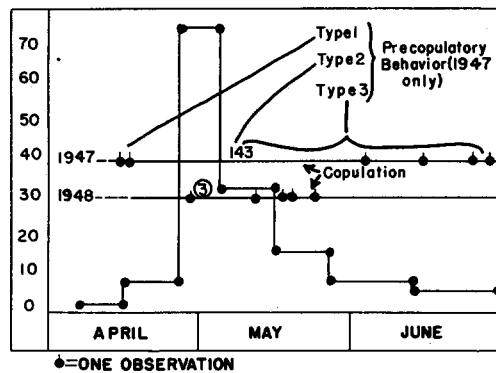 70
60
50
40
30
20
10
0
Type1
Type2
Type3
Precopulatory
Behavior(1947
only)
143
1947
Copulation
1948
3
APRIL MAY JUNE
=ONE OBSERVATION